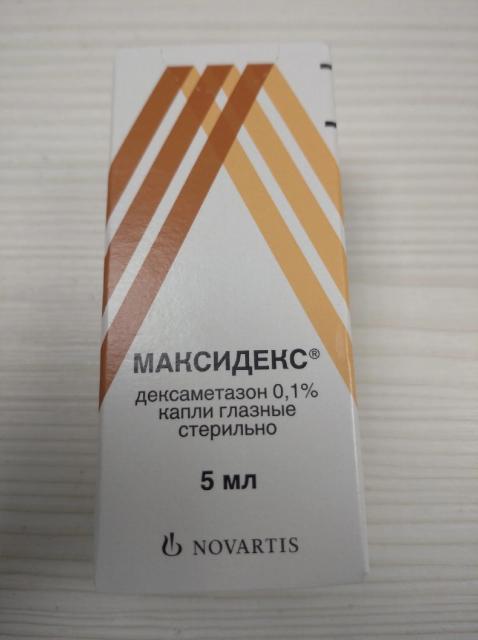 МАКСИДЕКС®
дексаметазон 0,1%
капли глазные
стерильно
5 мл
NOVARTIS